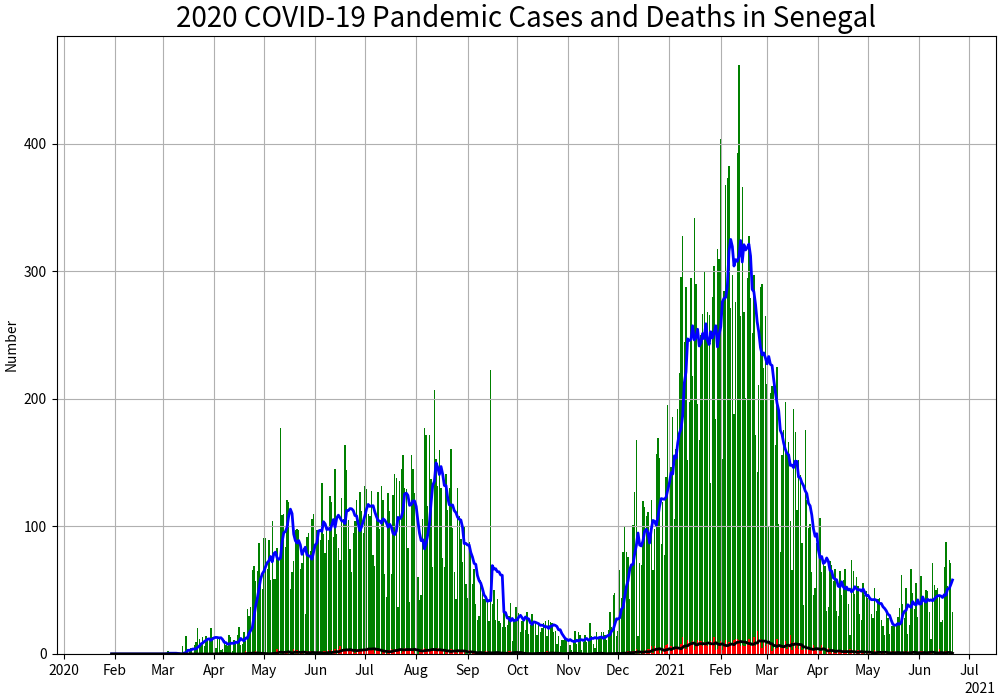 2020 COVID-19 Pandemic Cases and Deaths in Senegal
Number
400
300
200
100
0
2020 Feb Mar Apr May Jun Jul Aug Sep Oct Nov Dec 2021 Feb Mar Apr May Jun Jul
2021